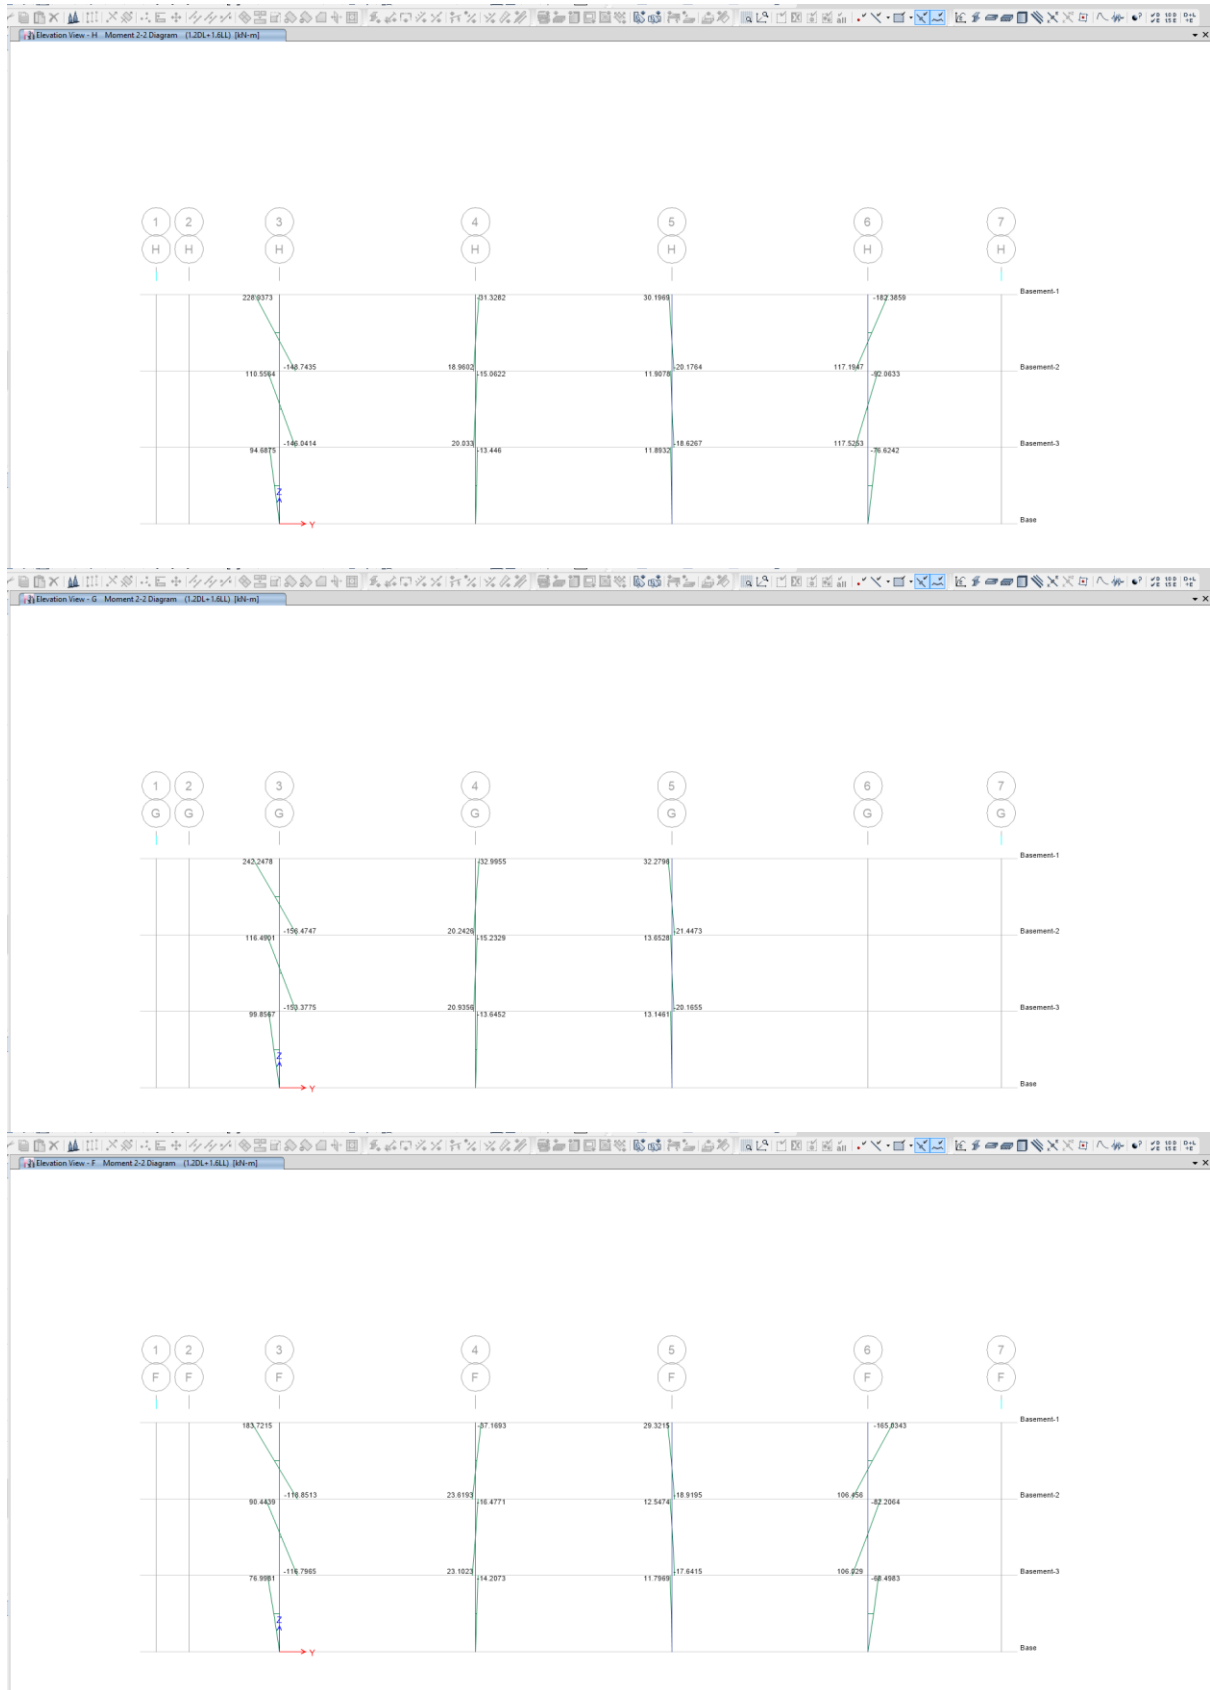 Elevation View - H Moment 2-2 Diagram (1.2DL+1.6LL) [kN-m]
1 2 3 4 5 6 7
H H H H H H H
228.9373 -31.3282 30.1969 -182.3859 Basement-1
-148.7435 18.9602 -20.1764 117.1947 Basement-2
110.5564 -15.0622 11.9078 -92.0633
-146.0414 20.033 -18.6267 117.5253 Basement-3
94.6875 -13.446 11.8932 -76.6242
Z
Y Base
Elevation View - G Moment 2-2 Diagram (1.2DL+1.6LL) [kN-m]
1 2 3 4 5 6 7
G G G G G G G
242.2478 -32.9955 32.2796 Basement-1
-156.4747 20.2426 -21.4473 Basement-2
116.4901 -15.2329 13.6528
-153.3775 20.9356 -20.1655 Basement-3
99.8567 -13.6452 13.1461
Z
Y Base
Elevation View - F Moment 2-2 Diagram (1.2DL+1.6LL) [kN-m]
1 2 3 4 5 6 7
F F F F F F F
183.7215 -37.1693 29.3215 -165.0343 Basement-1
-118.8513 23.6193 -18.9195 106.456 Basement-2
90.4439 -16.4771 12.5474 -82.2064
-116.7965 23.1023 -17.6415 106.029 Basement-3
76.9981 -14.2073 11.7969 -68.4983
Z
Y Base